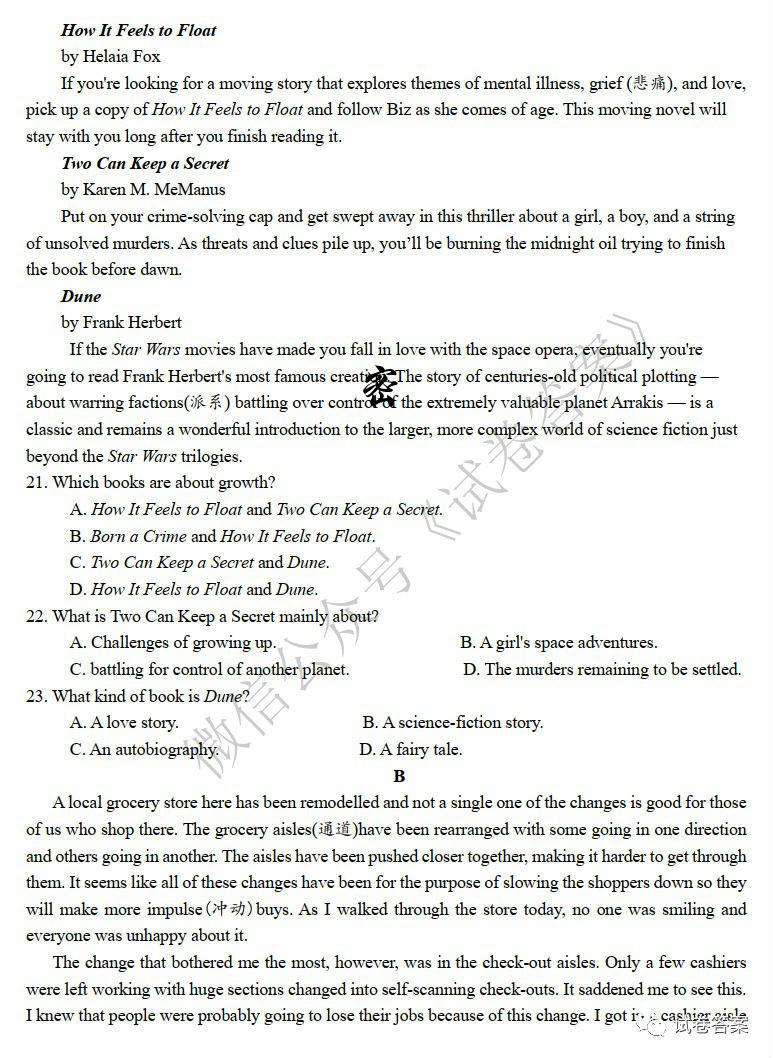 How It Feels to Float
by Helaia Fox
If you're looking for a moving story that explores themes of mental illness, grief (悲痛), and love,
pick up a copy of How It Feels to Float and follow Biz as she comes of age. This moving novel will
stay with you long after you finish reading it.
Two Can Keep a Secret
by Karen M. MeManus
Put on your crime-solving cap and get swept away in this thriller about a girl, a boy, and a string
of unsolved murders. As threats and clues pile up, you'll be burning the midnight oil trying to finish
the book before dawn.
Dune
by Frank Herbert
If the Star Wars movies have made you fall in love with the space opera, eventually you're
going to read Frank Herbert's most famous creation. The story of centuries-old political plotting —
about warring factions(派系) battling over control of the extremely valuable planet Arrakis — is a
classic and remains a wonderful introduction to the larger, more complex world of science fiction just
beyond the Star Wars trilogies.
密
21. Which books are about growth?
A. How It Feels to Float and Two Can Keep a Secret.
B. Born a Crime and How It Feels to Float.
C. Two Can Keep a Secret and Dune.
D. How It Feels to Float and Dune.
22. What is Two Can Keep a Secret mainly about?
A. Challenges of growing up. B. A girl's space adventures.
C. battling for control of another planet. D. The murders remaining to be settled.
23. What kind of book is Dune?
A. A love story. B. A science-fiction story.
C. An autobiography. D. A fairy tale.
B
A local grocery store here has been remodelled and not a single one of the changes is good for those
of us who shop there. The grocery aisles(通道)have been rearranged with some going in one direction
and others going in another. The aisles have been pushed closer together, making it harder to get through
them. It seems like all of these changes have been for the purpose of slowing the shoppers down so they
will make more impulse(冲动)buys. As I walked through the store today, no one was smiling and
everyone was unhappy about it.
The change that bothered me the most, however, was in the check-out aisles. Only a few cashiers
were left working with huge sections changed into self-scanning check-outs. It saddened me to see this.
I knew that people were probably going to lose their jobs because of this change. I got in a cashier aisle
微信公众号《试卷答案》
试卷答案